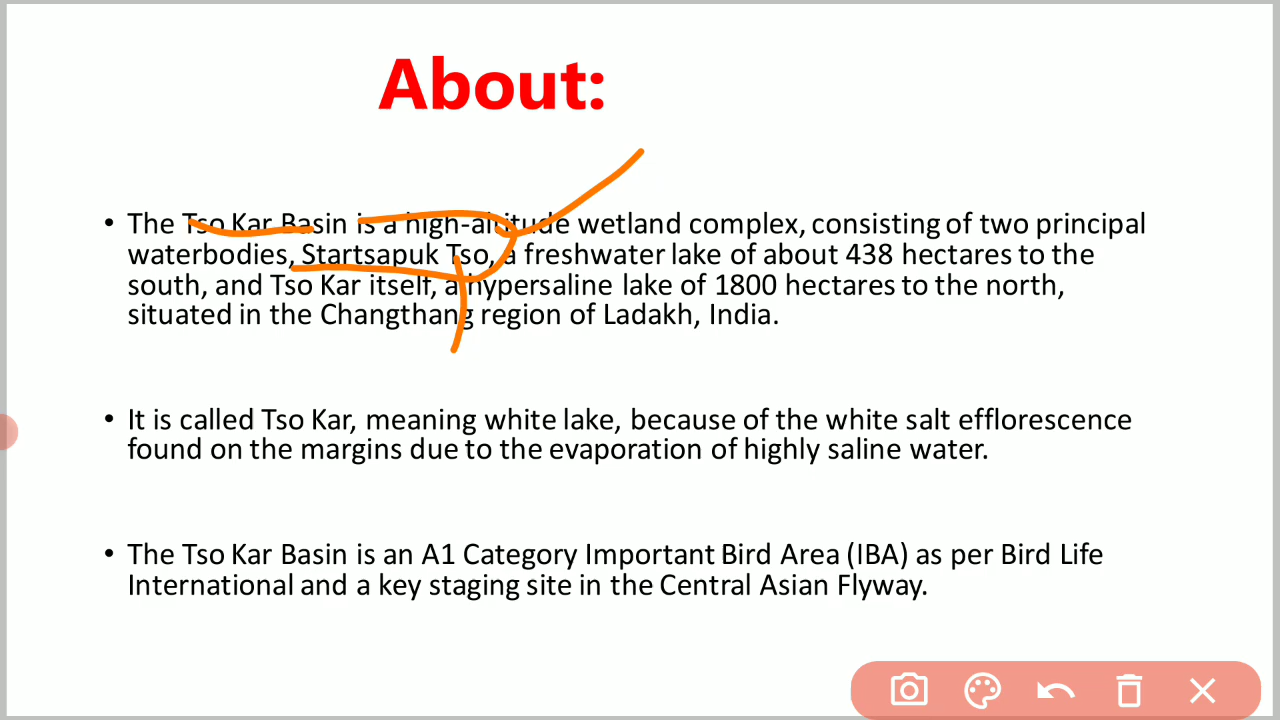 About:
• The Tso Kar Basin is a high-altitude wetland complex, consisting of two principal
waterbodies, Startsapuk Tso, a freshwater lake of about 438 hectares to the
south, and Tso Kar itself, a hypersaline lake of 1800 hectares to the north,
situated in the Changthang region of Ladakh, India.
• It is called Tso Kar, meaning white lake, because of the white salt efflorescence
found on the margins due to the evaporation of highly saline water.
• The Tso Kar Basin is an A1 Category Important Bird Area (IBA) as per Bird Life
International and a key staging site in the Central Asian Flyway.